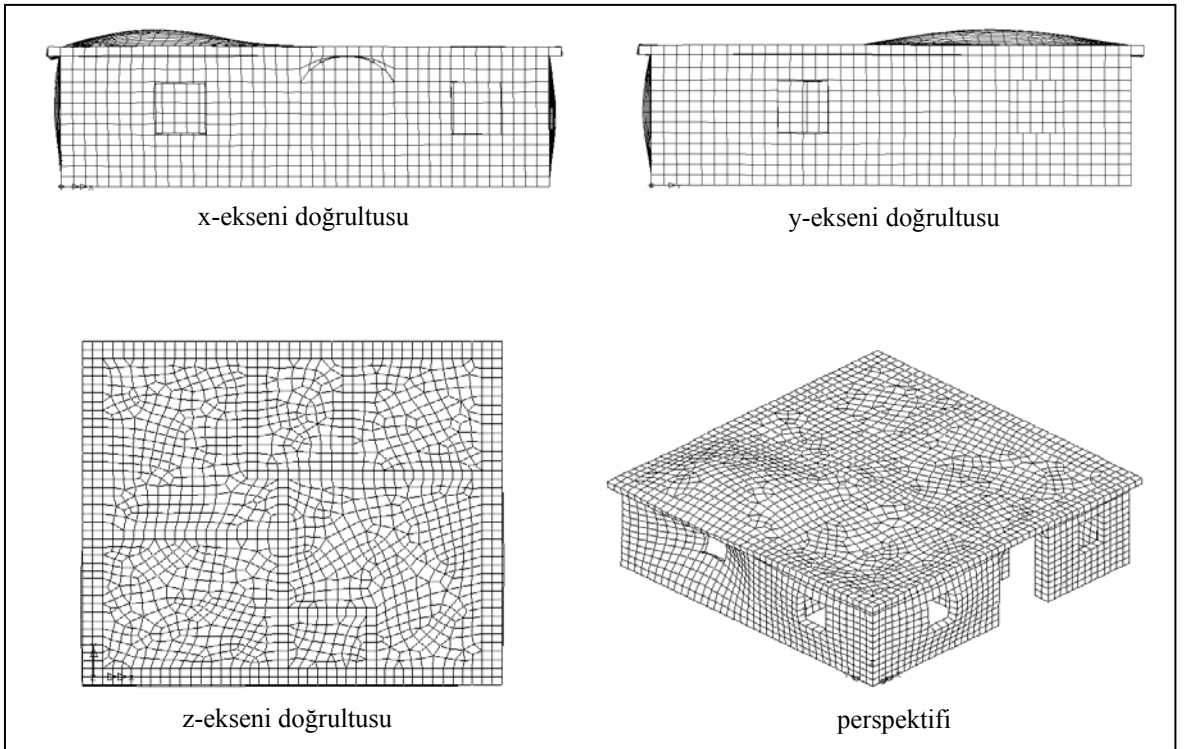 x-ekseni doğrultusu
y-ekseni doğrultusu
z-ekseni doğrultusu
perspektifi